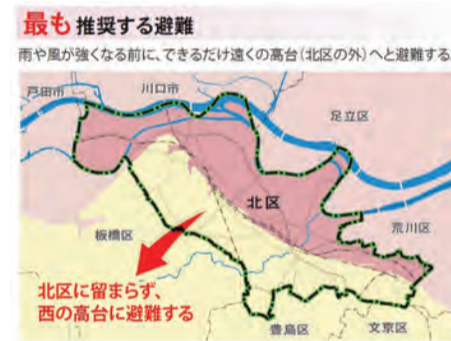 最も推奨する避難
雨や風が強くなる前に、できるだけ遠くの高台(北区の外)へと避難する
戸田市
川口市
足立区
北区
荒川区
板橋区
北区に留まらず、
西の高台に避難する
豊島区
文京区